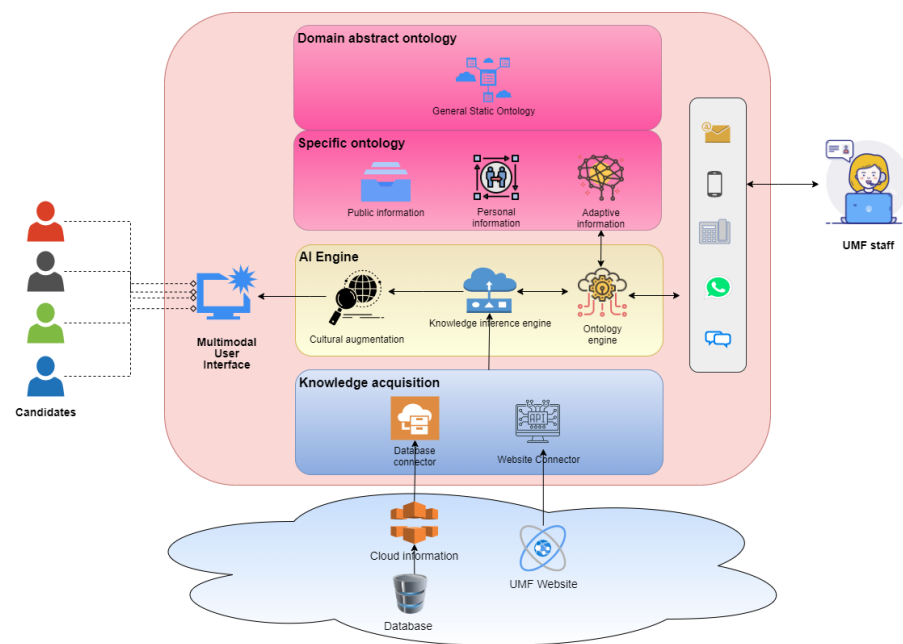 Domain abstract ontology
General Static Ontology
Specific ontology
Public information
Personal
information
Adaptive
information
UMF staff
AI Engine
Cultural augmentation
Knowledge inference engine
Ontology
engine
Multimodal
User
Interface
Candidates
Knowledge acquisition
API
Database
connector
Website Connector
Cloud information
UMF Website
Database